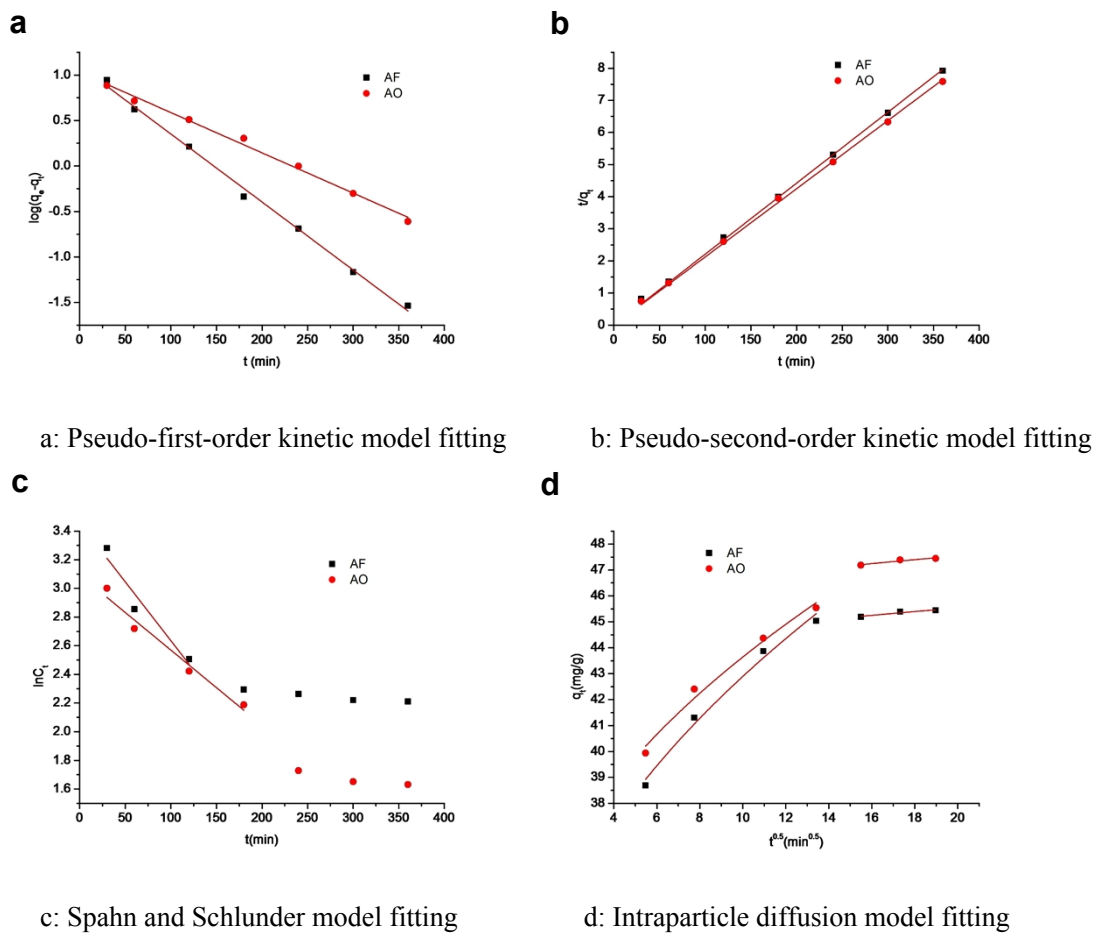 a
1.0
0.5
0.0
-0.5
-1.0
-1.5
log(qe-qt)
AF
AO
0 50 100 150 200 250 300 350 400
t (min)
a: Pseudo-first-order kinetic model fitting
b
8
7
6
5
4
3
2
1
0
t/qt
AF
AO
0 50 100 150 200 250 300 350 400
t (min)
b: Pseudo-second-order kinetic model fitting
c
3.4
3.2
3.0
2.8
2.6
2.4
2.2
2.0
1.8
1.6
lnCt
AF
AO
0 50 100 150 200 250 300 350 400
t(min)
c: Spahn and Schlunder model fitting
d
48
47
46
45
44
43
42
41
40
39
38
qt(mg/g)
AF
AO
4 6 8 10 12 14 16 18 20
t0.5(min0.5)
d: Intraparticle diffusion model fitting